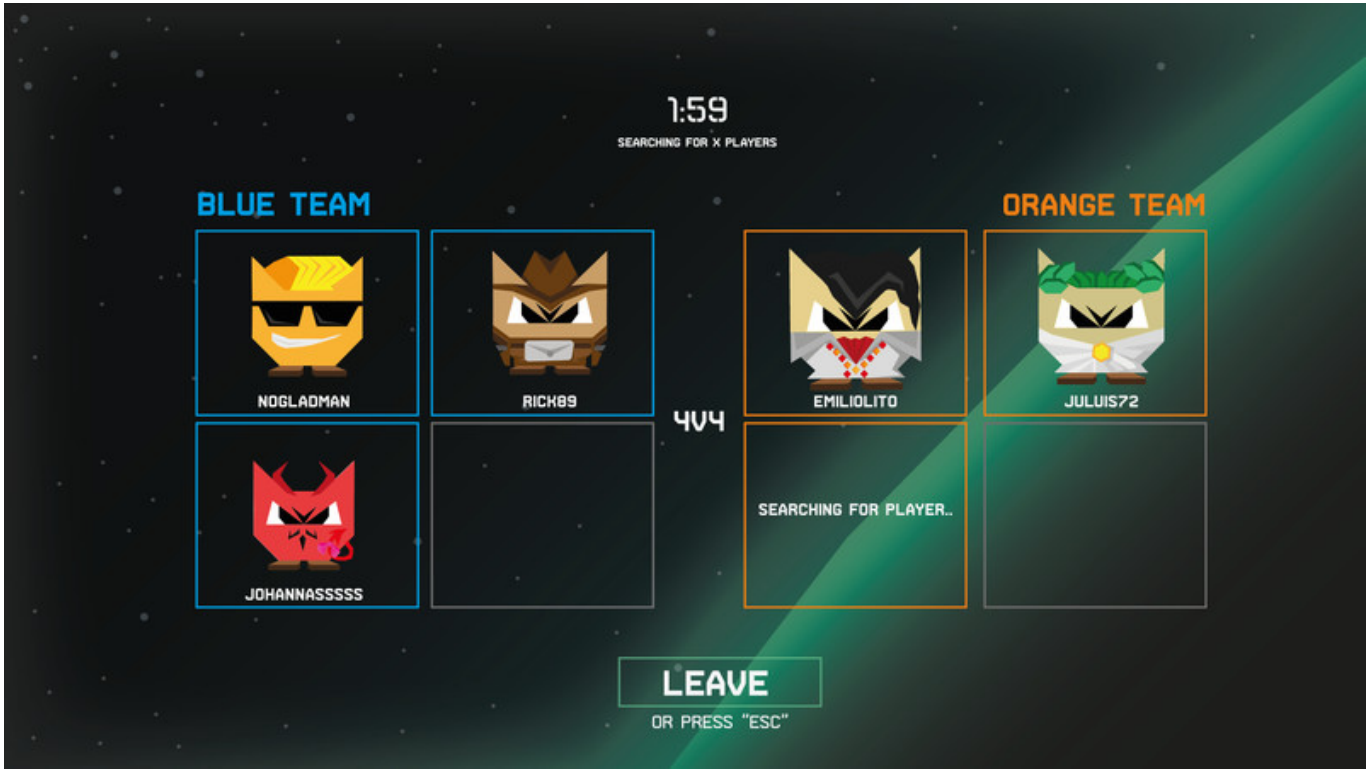 1:59
SEARCHING FOR X PLAYERS
BLUE TEAM
ORANGE TEAM
NOGLADMAN
RICK89
EMILIOLITO
JULUIS72
4V4
SEARCHING FOR PLAYER..
JOHANNASSSSS
LEAVE
OR PRESS "ESC"